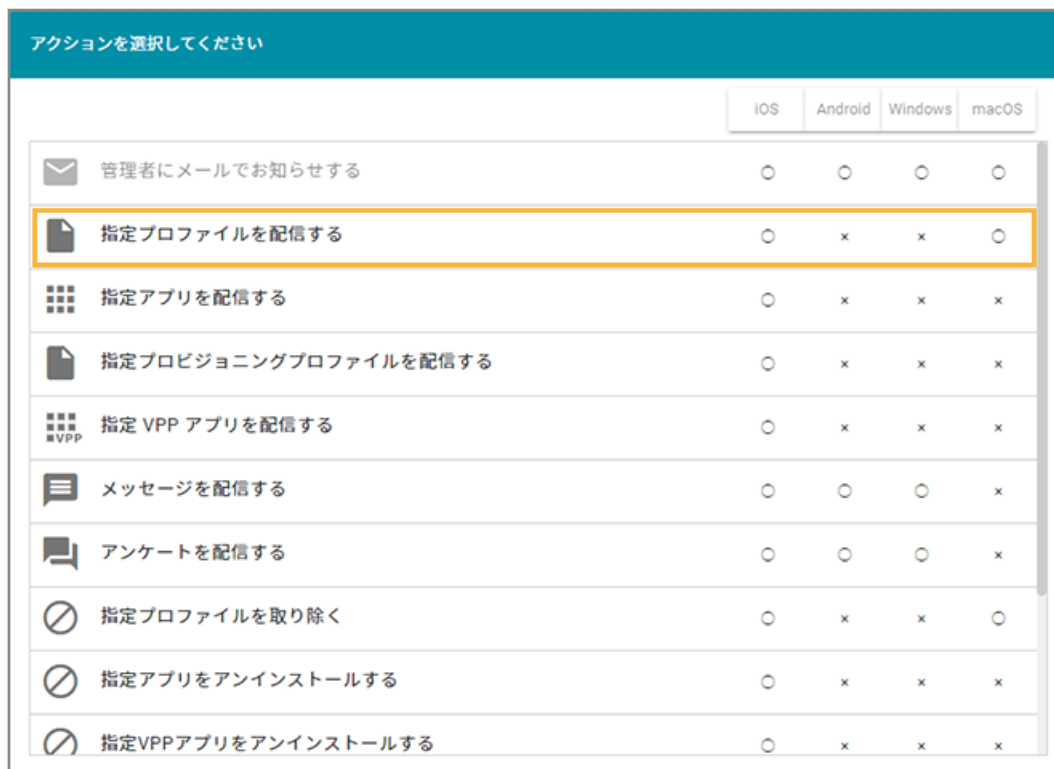 アクションを選択してください
iOS Android Windows macOS
管理者にメールでお知らせする ○ ○ ○ ○
指定プロファイルを配信する ○ × × ○
指定アプリを配信する ○ × × ×
指定プロビジョニングプロファイルを配信する ○ × × ×
VPP 指定 VPP アプリを配信する ○ × × ×
メッセージを配信する ○ ○ ○ ×
アンケートを配信する ○ ○ ○ ×
指定プロファイルを取り除く ○ × × ○
指定アプリをアンインストールする ○ × × ×
指定VPPアプリをアンインストールする ○ × × ×